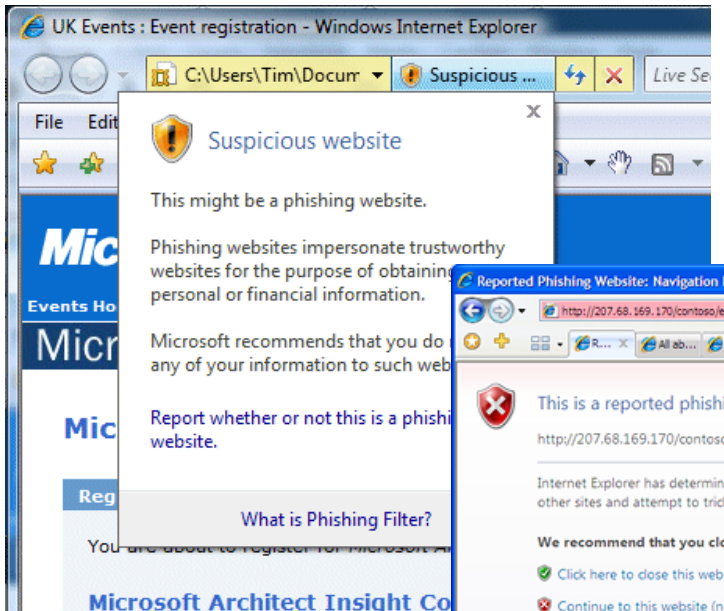 UK Events : Event registration - Windows Internet Explorer
C:\Users\Tim\Docum
Suspicious ...
Live Se
File Edit
Suspicious website
This might be a phishing website.
Phishing websites impersonate trustworthy
websites for the purpose of obtaining
personal or financial information.
Microsoft recommends that you do
any of your information to such web
Report whether or not this is a phishi
website.
What is Phishing Filter?
Mic
Events Ho
Micr
Mic
Reg
You are about to register for Microsoft A
Microsoft Architect Insight Co
Reported Phishing Website: Navigation
http://207.68.169.170/contoso/e
R... All ab...
This is a reported phishi
http://207.68.169.170/contoso
Internet Explorer has determin
other sites and attempt to tric
We recommend that you clo
Click here to close this web
Continue to this website (n